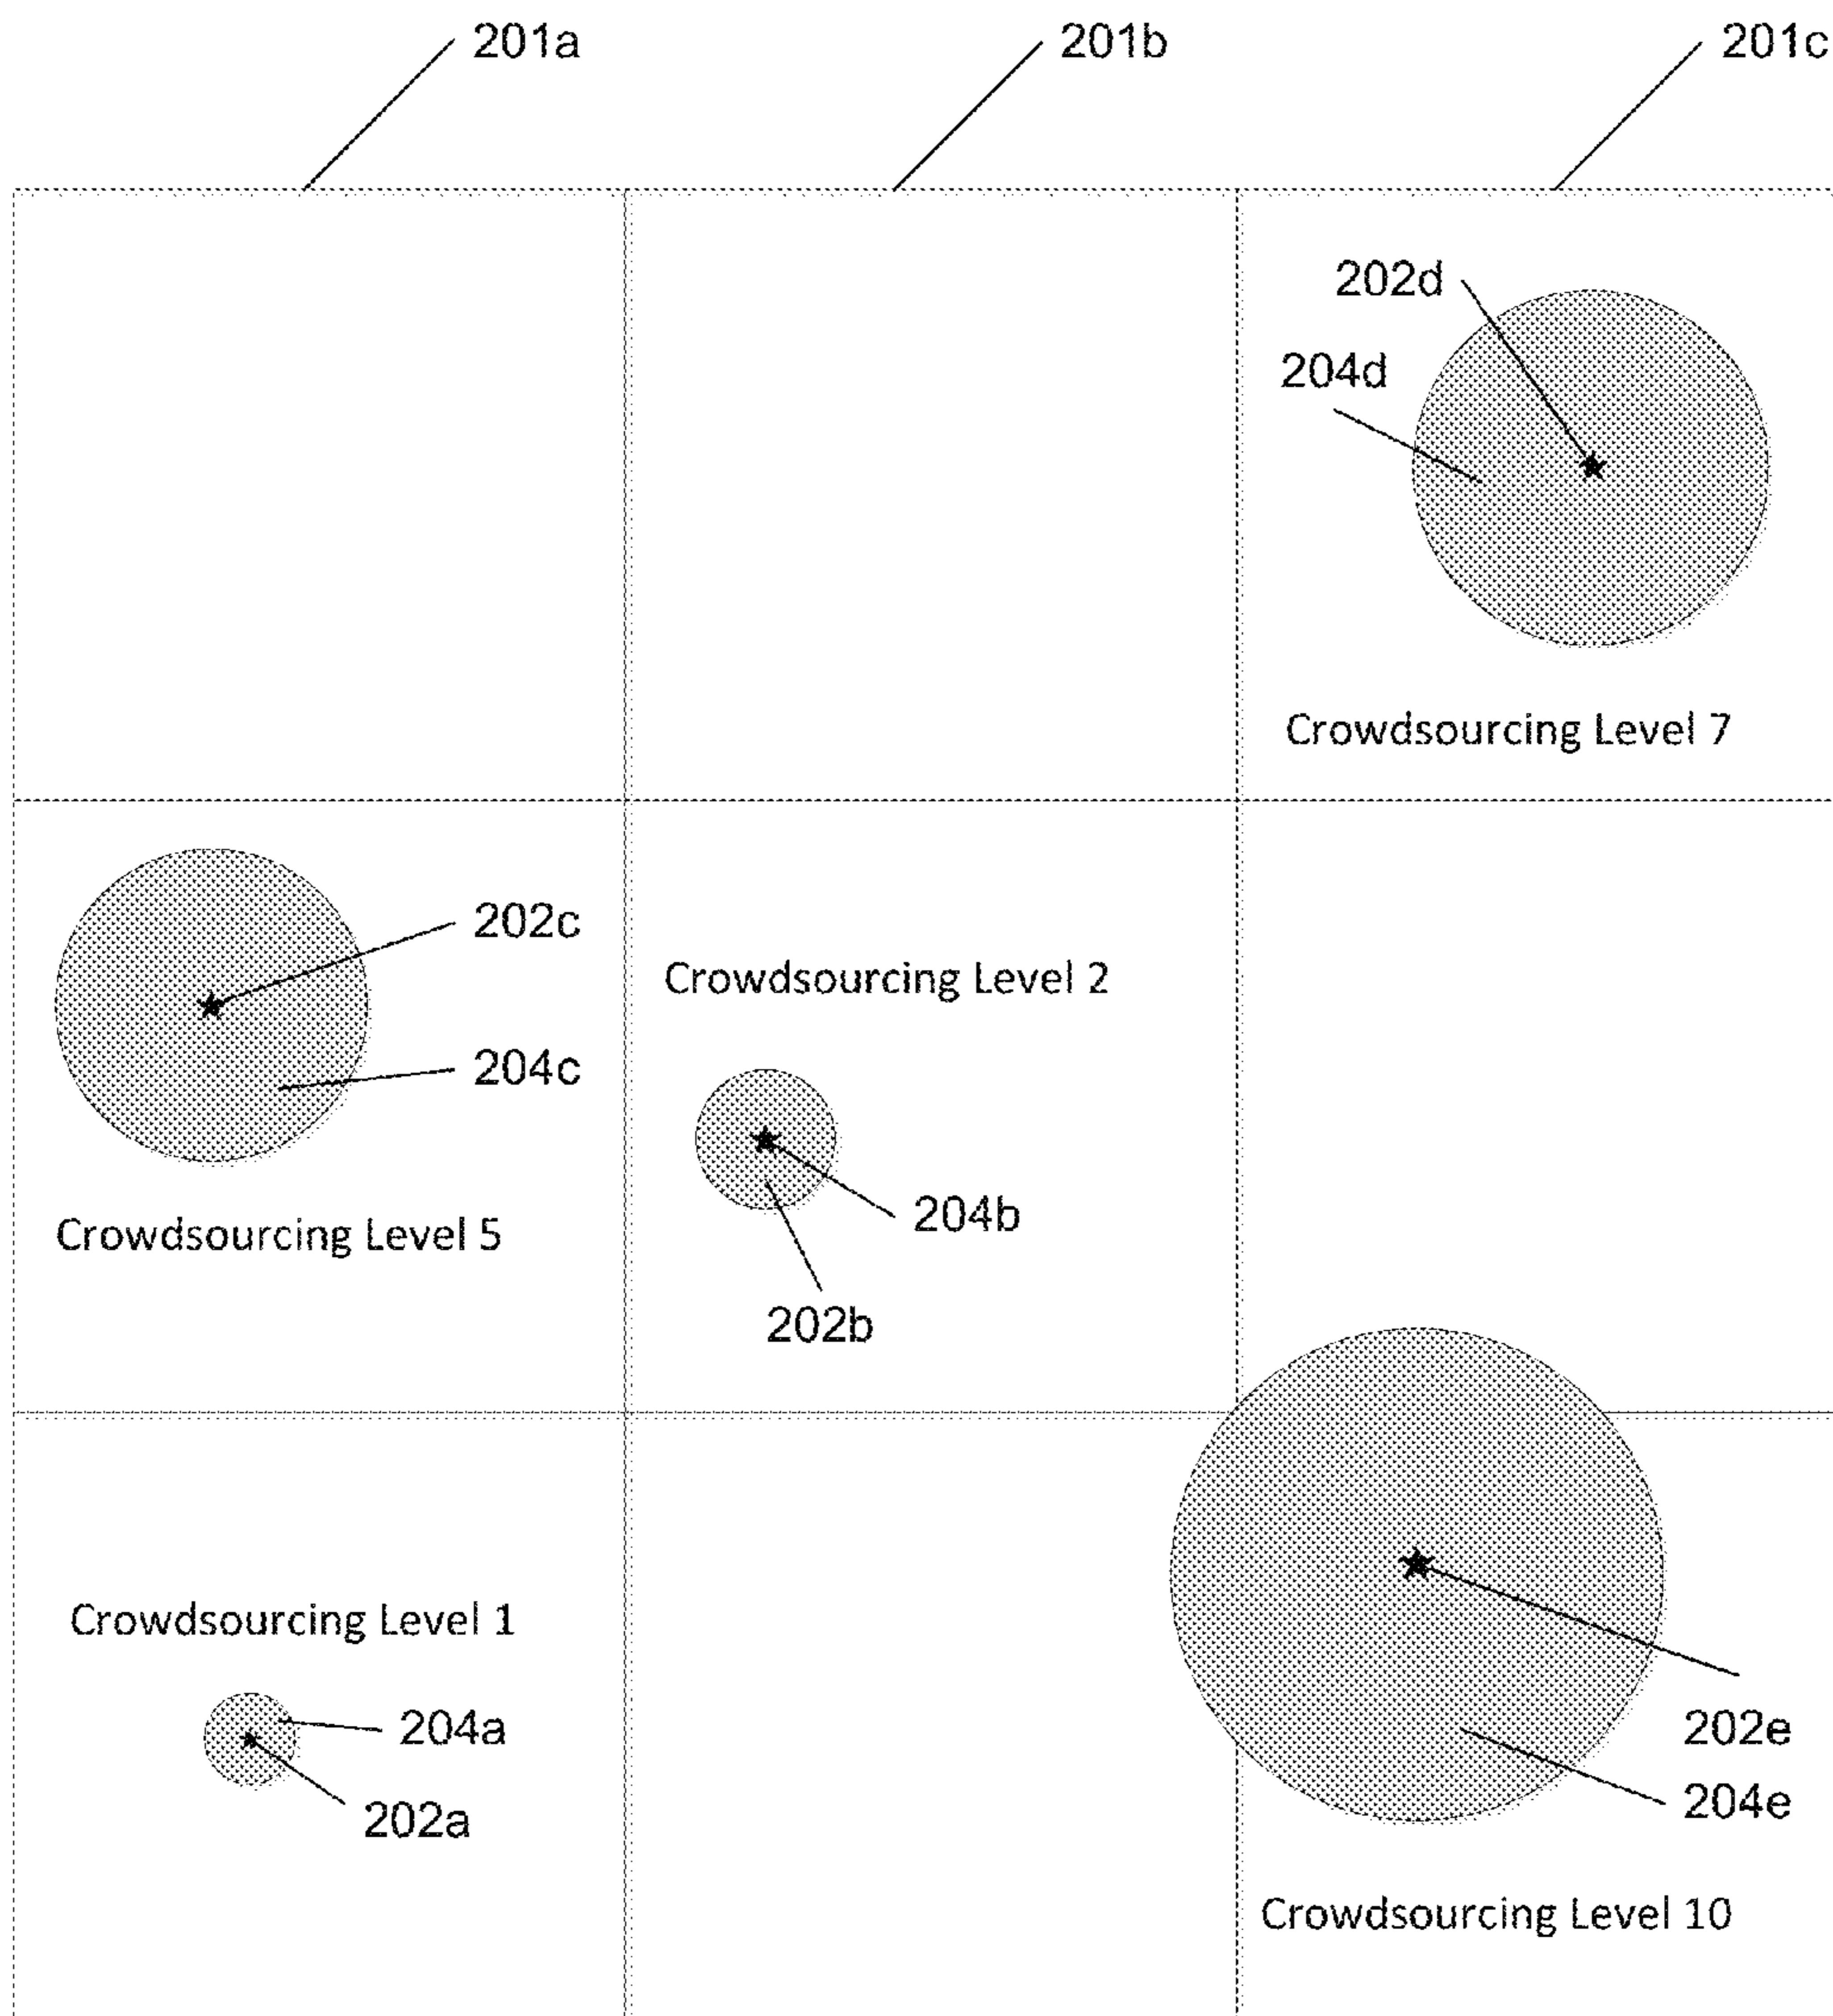 201a
201b
201c
202d
204d
Crowdsourcing Level 7
202c
Crowdsourcing Level 2
204c
204b
Crowdsourcing Level 5
202b
Crowdsourcing Level 1
204a
202e
204e
202a
Crowdsourcing Level 10